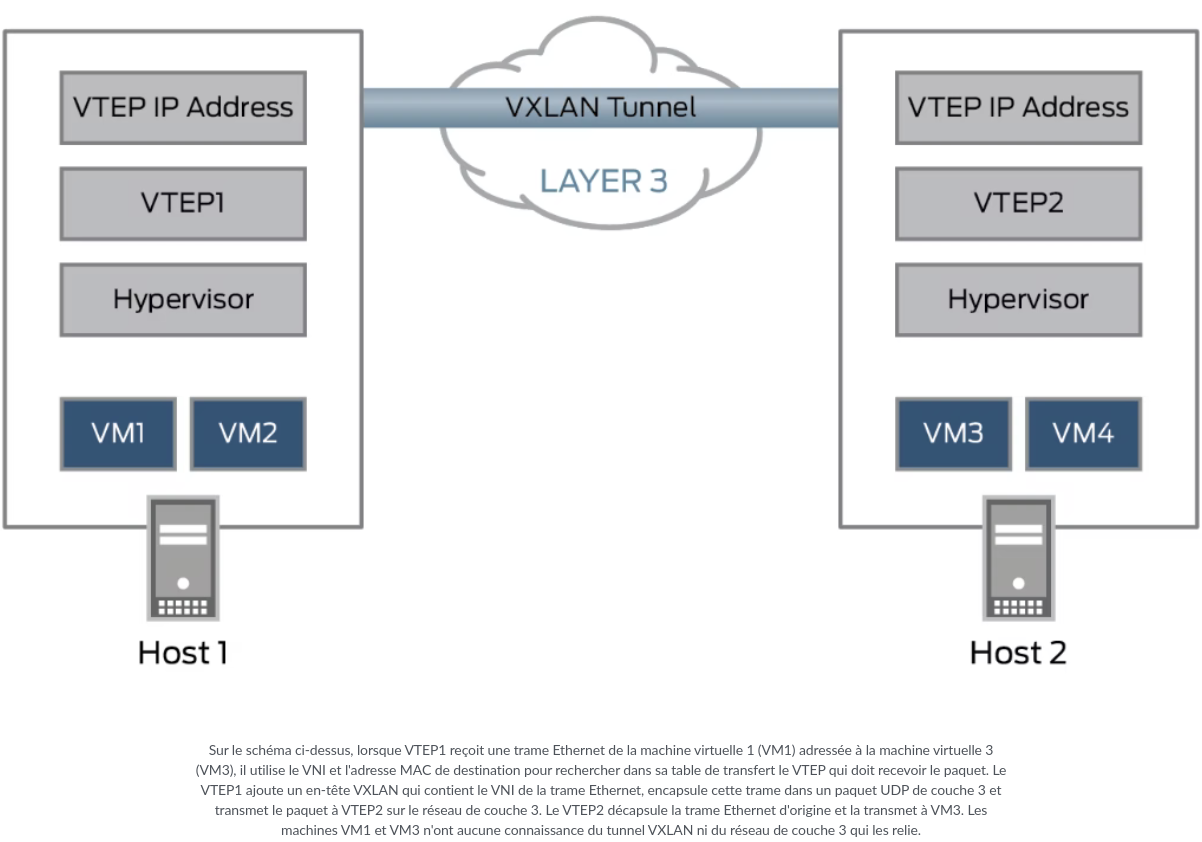 VTEP IP Address
VXLAN Tunnel
VTEP IP Address
LAYER 3
VTEP1
VTEP2
Hypervisor
Hypervisor
VM1
VM2
VM3
VM4
Host 1
Host 2
Sur le schéma ci-dessus, lorsque VTEP1 reçoit une trame Ethernet de la machine virtuelle 1 (VM1) adressée à la machine virtuelle 3
(VM3), il utilise le VNI et l'adresse MAC de destination pour rechercher dans sa table de transfert le VTEP qui doit recevoir le paquet. Le
VTEP1 ajoute un en-tête VXLAN qui contient le VNI de la trame Ethernet, encapsule cette trame dans un paquet UDP de couche 3 et
transmet le paquet à VTEP2 sur le réseau de couche 3. Le VTEP2 décapsule la trame Ethernet d'origine et la transmet à VM3. Les
machines VM1 et VM3 n'ont aucune connaissance du tunnel VXLAN ni du réseau de couche 3 qui les relie.